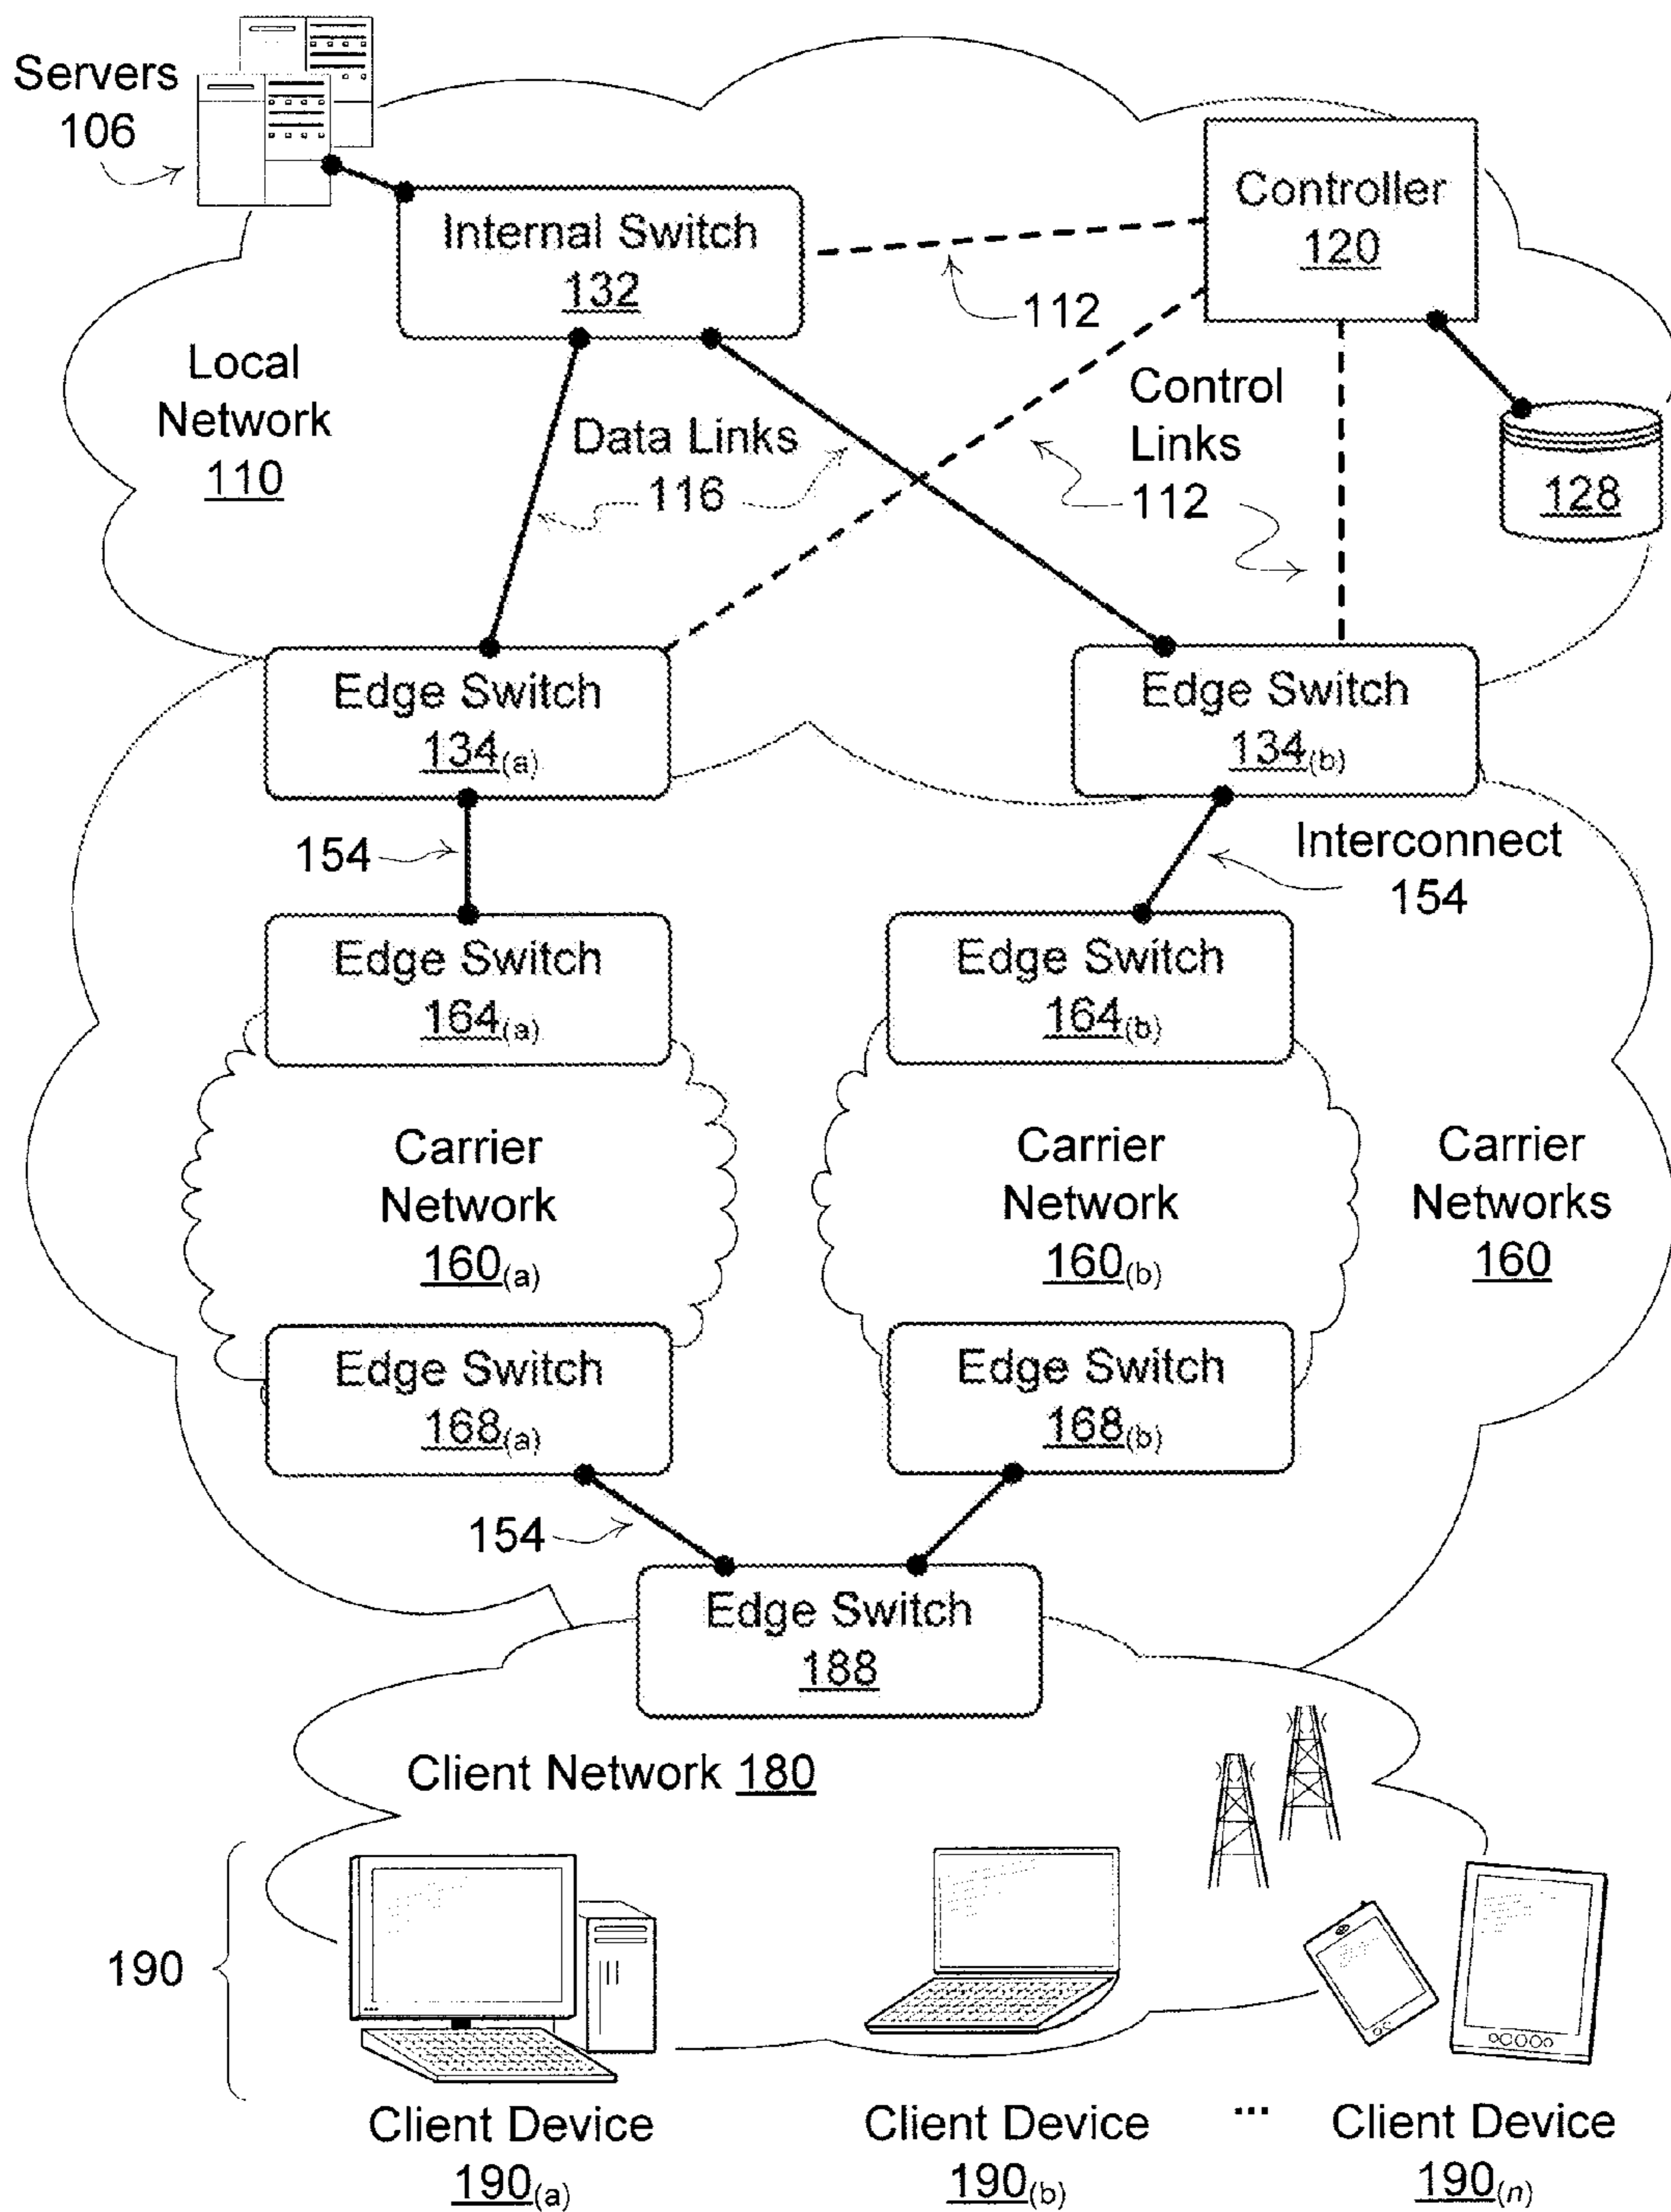 Servers
106
Controller
120
Internal Switch
132
112
Local
Network
110
Data Links
116
Control
Links
112
128
Edge Switch
134(a)
Edge Switch
134(b)
154
Interconnect
154
Edge Switch
164(a)
Edge Switch
164(b)
Carrier
Network
160(a)
Carrier
Network
160(b)
Carrier
Networks
160
Edge Switch
168(a)
Edge Switch
168(b)
154
Edge Switch
188
Client Network 180
190
Client Device
190(a)
Client Device
190(b)
...
Client Device
190(n)